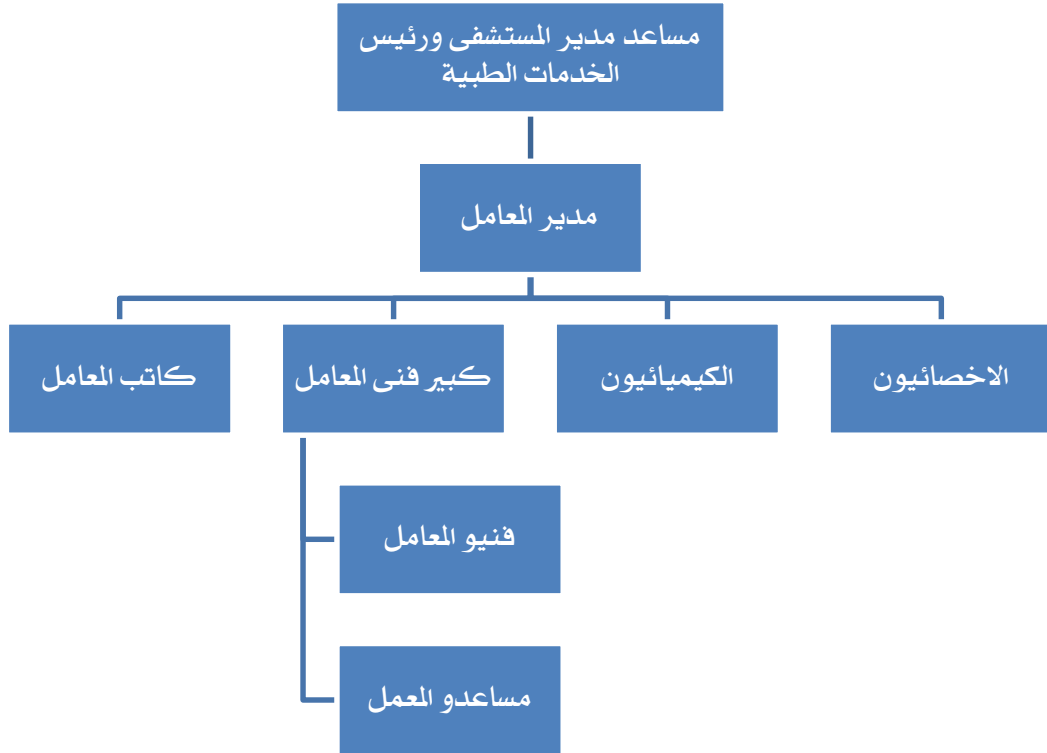 مساعد مدير المستشفى ورئيس
الخدمات الطبية
مدير المعامل
الاخصائيون
الكيميائيون
كبير فنى المعامل
كاتب المعامل
فنيو المعامل
مساعدو المعمل